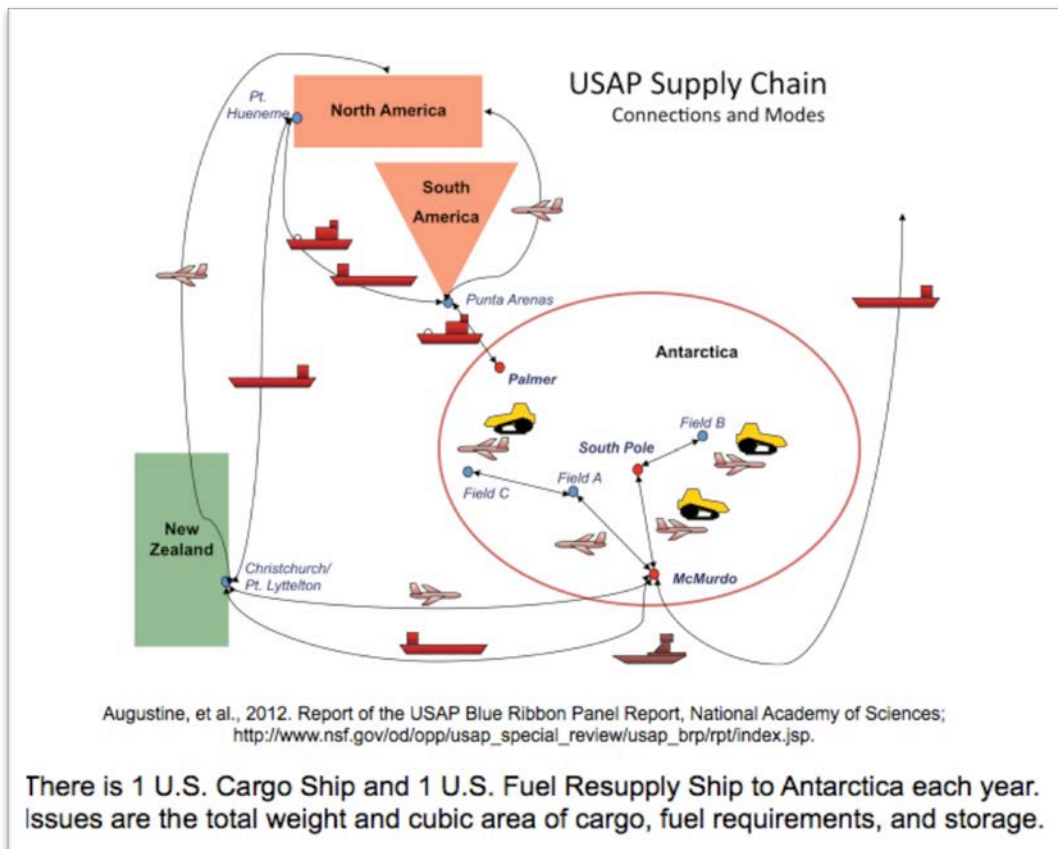 USAP Supply Chain
Connections and Modes
Pt.
Hueneme
North America
South
America
Punta Arenas
Antarctica
Palmer
Field B
South Pole
Field C
Field A
New
Zealand
Christchurch/
Pt. Lyttelton
McMurdo
Augustine, et al., 2012. Report of the USAP Blue Ribbon Panel Report, National Academy of Sciences;
http://www.nsf.gov/od/opp/usap_special_review/usap_brp/rpt/index.jsp.
There is 1 U.S. Cargo Ship and 1 U.S. Fuel Resupply Ship to Antarctica each year.
Issues are the total weight and cubic area of cargo, fuel requirements, and storage.